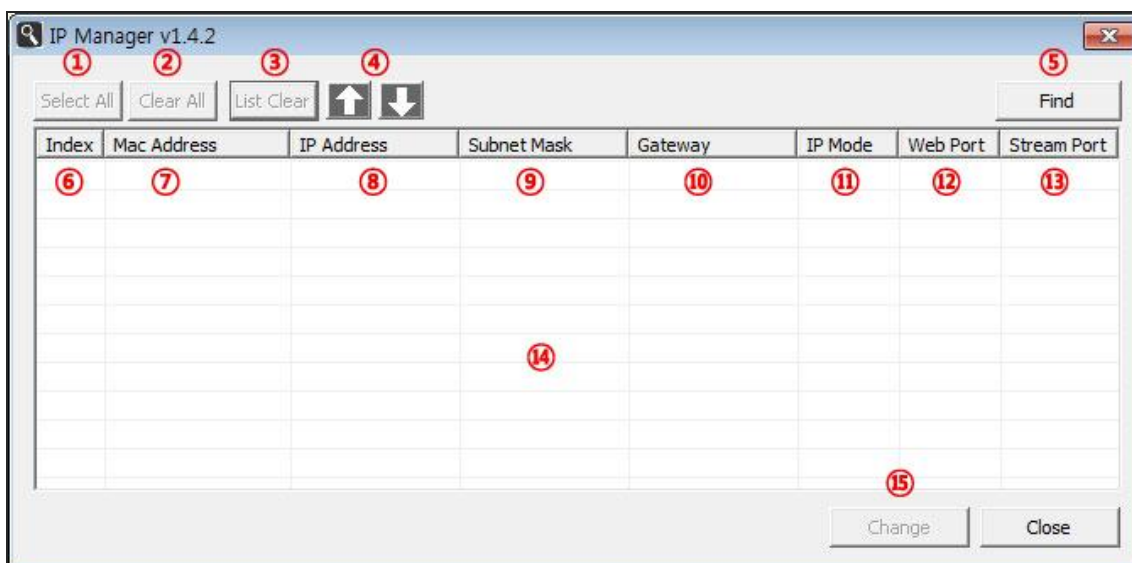 IP Manager v1.4.2
① ② ③ ④ ⑤
Select All Clear All List Clear Find
Index Mac Address IP Address Subnet Mask Gateway IP Mode Web Port Stream Port
⑥ ⑦ ⑧ ⑨ ⑩ ⑪ ⑫ ⑬
⑭
⑮
Change Close